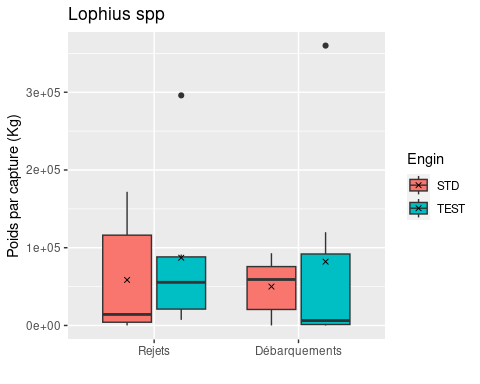 Lophius spp
Poids par capture (Kg)
3e+05
2e+05
1e+05
0e+00
Rejets
Débarquements
Engin
STD
TEST